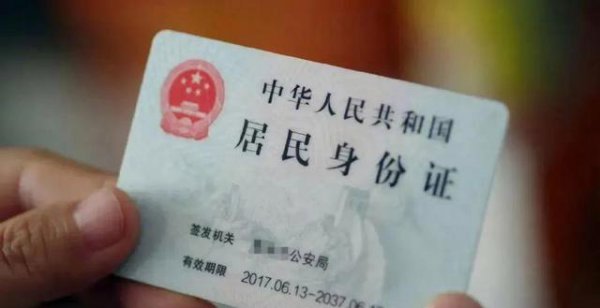 中华人民共和国
居民身份证
签发机关 公安局
有效期限 2017.06.13-2037.06